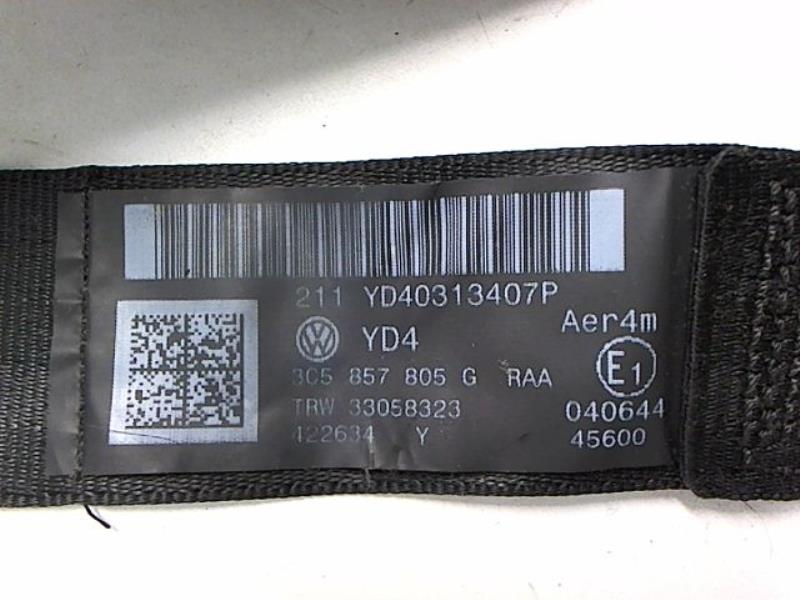 211 YD40313407P
Aer4m
YD4
3C5 857 805 G RAA
E1
TRW 33058323
040644
422634 Y
45600